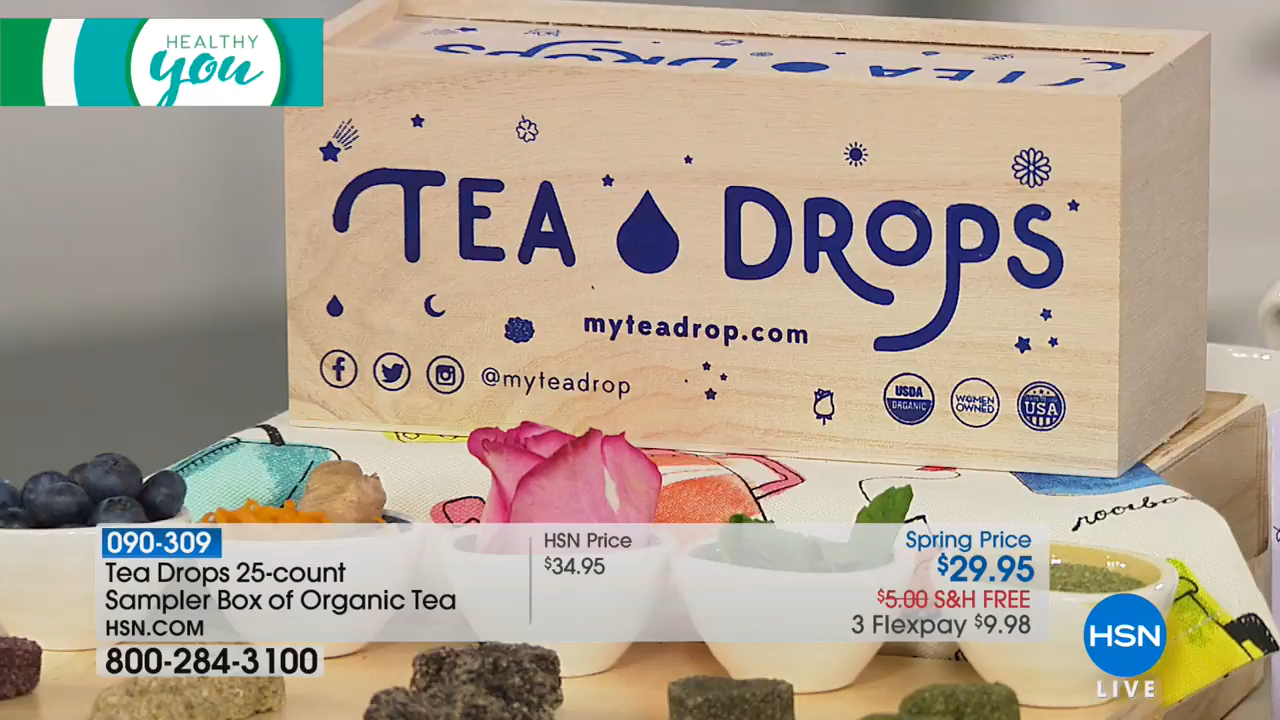 HEALTHY
you
TEA DROPS
TEA DROPS
myteadrop.com
@myteadrop
USDA
ORGANIC
WOMEN
OWNED
USA
rooibo
090-309
Tea Drops 25-count
Sampler Box of Organic Tea
HSN.COM
800-284-3100
HSN Price
$34.95
Spring Price
$29.95
$5.00 S&H FREE
3 Flexpay $9.98
HSN
LIVE